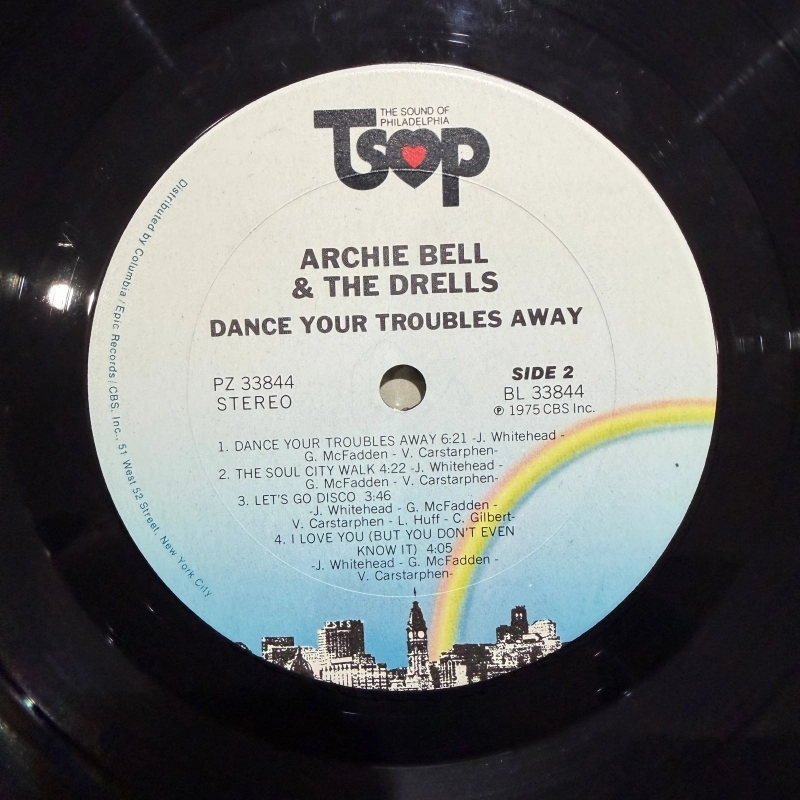 THE SOUND OF
PHILADELPHIA
TSOP
ARCHIE BELL
& THE DRELLS
DANCE YOUR TROUBLES AWAY
PZ 33844
STEREO
SIDE 2
BL 33844
℗ 1975 CBS Inc.
1. DANCE YOUR TROUBLES AWAY 6:21 -J. Whitehead -
G. McFadden - V. Carstarphen-
2. THE SOUL CITY WALK 4:22 -J. Whitehead -
G. McFadden - V. Carstarphen-
3. LET'S GO DISCO 3:46
-J. Whitehead - G. McFadden -
V. Carstarphen - L. Huff - C. Gilbert-
4. I LOVE YOU (BUT YOU DON'T EVEN
KNOW IT) 4:05
-J. Whitehead - G. McFadden -
V. Carstarphen-
Distributed by Columbia/Epic Records/CBS, Inc., 51 West 52 Street, New York City